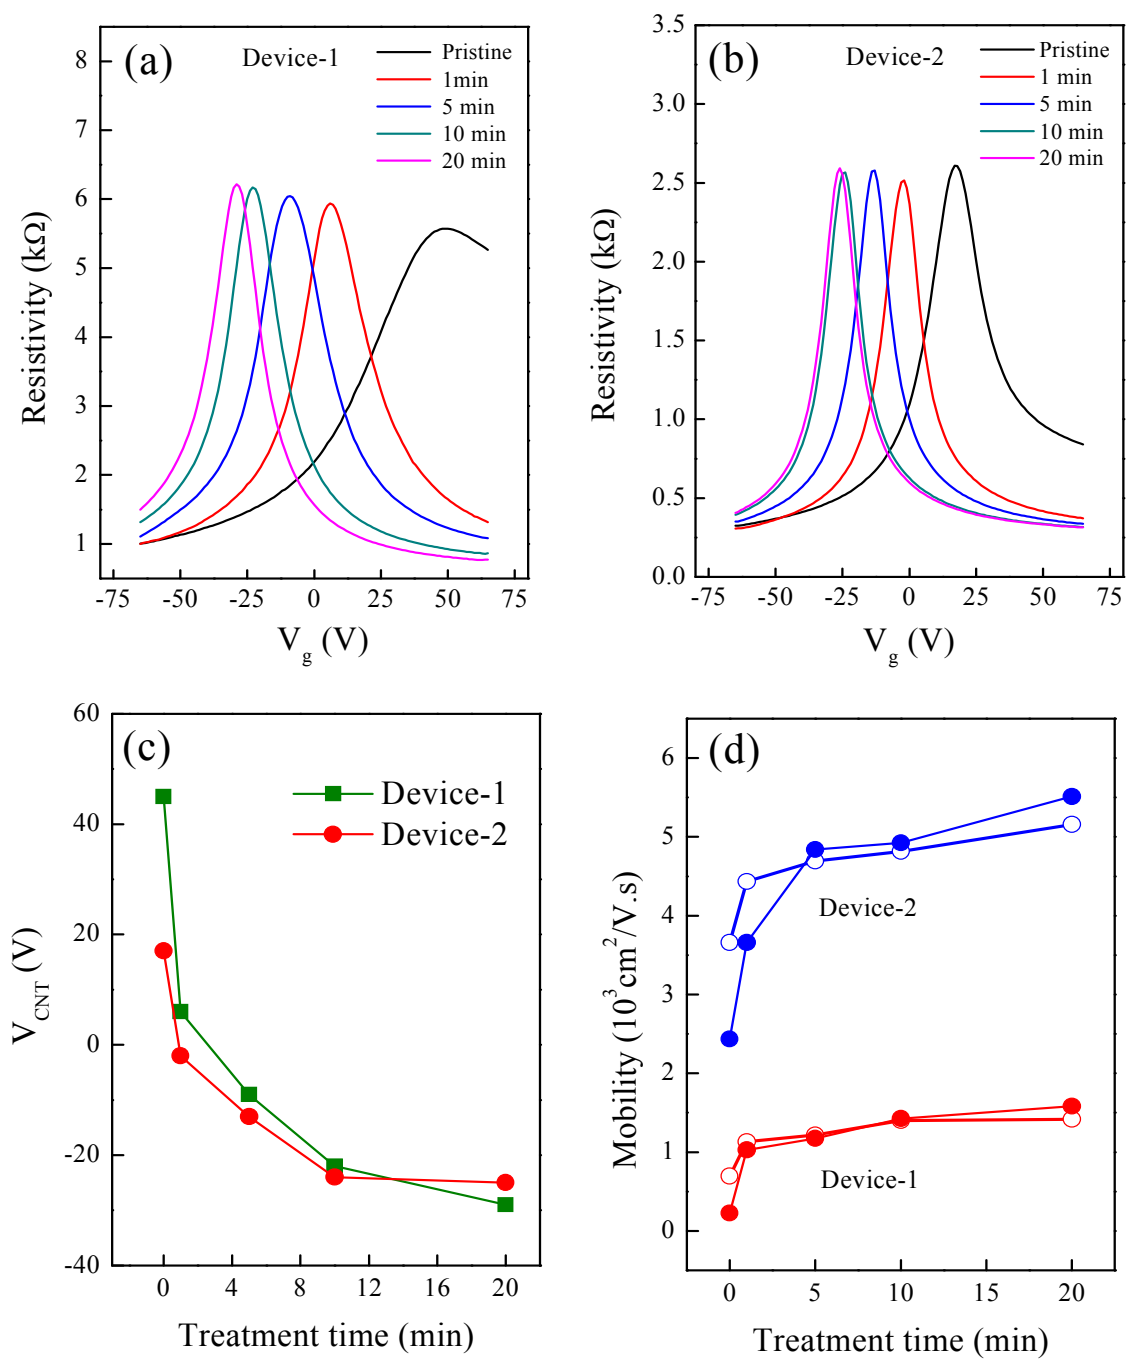 (a)
Device-1
Pristine
1min
5 min
10 min
20 min
8
7
6
5
4
3
2
1
Resistivity (kΩ)
-75 -50 -25 0 25 50 75
V_g (V)
(b)
Device-2
Pristine
1 min
5 min
10 min
20 min
3.5
3.0
2.5
2.0
1.5
1.0
0.5
0.0
Resistivity (kΩ)
-75 -50 -25 0 25 50 75
V_g (V)
(c)
Device-1
Device-2
60
40
20
0
-20
-40
V_CNT (V)
0 4 8 12 16 20
Treatment time (min)
(d)
6
5
4
3
2
1
0
Mobility (10³cm²/V.s)
Device-2
Device-1
0 5 10 15 20
Treatment time (min)